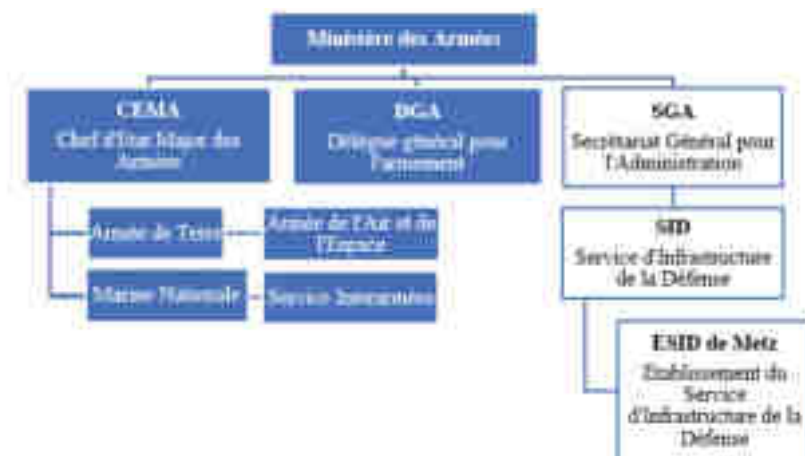 Ministère des Armées
CEMA
Chef d'Etat Major des
Armées
DGA
Délégué général pour
l'armement
SGA
Secrétariat Général pour
l'Administration
Armée de Terre
Armée de l'Air et de
l'Espace
Marine Nationale
Service Interarmées
SID
Service d'Infrastructure
de la Défense
ESID de Metz
Etablissement du
Service
d'Infrastructure de la
Défense